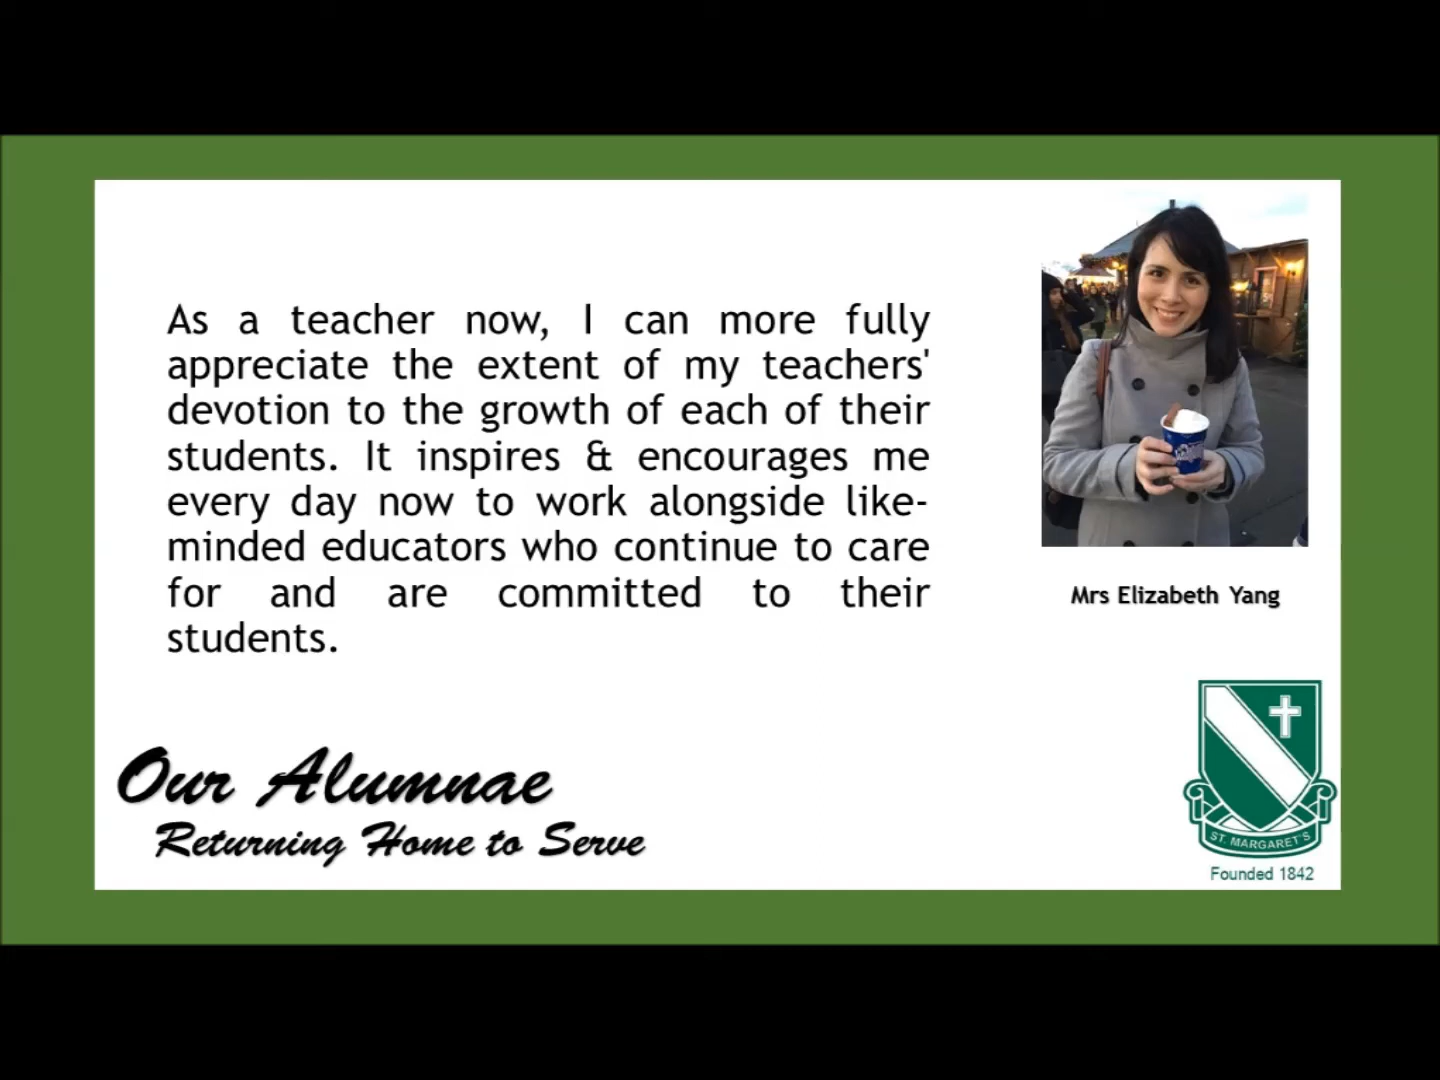 As a teacher now, I can more fully
appreciate the extent of my teachers'
devotion to the growth of each of their
students. It inspires & encourages me
every day now to work alongside like-
minded educators who continue to care
for and are committed to their
students.
Mrs Elizabeth Yang
Our Alumnae
Returning Home to Serve
ST. MARGARET'S
Founded 1842